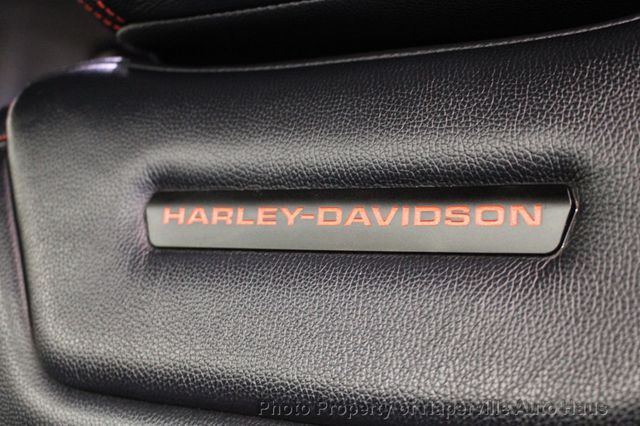 HARLEY-DAVIDSON
Photo Property of Naperville Auto Haus